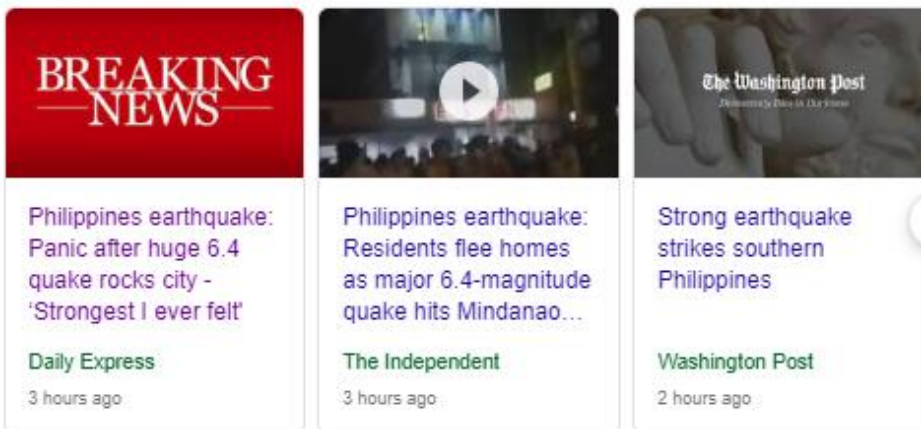 BREAKING
NEWS
The Washington Post
Democracy Dies in Darkness
Philippines earthquake:
Panic after huge 6.4
quake rocks city -
‘Strongest I ever felt’
Daily Express
3 hours ago
Philippines earthquake:
Residents flee homes
as major 6.4-magnitude
quake hits Mindanao...
The Independent
3 hours ago
Strong earthquake
strikes southern
Philippines
Washington Post
2 hours ago